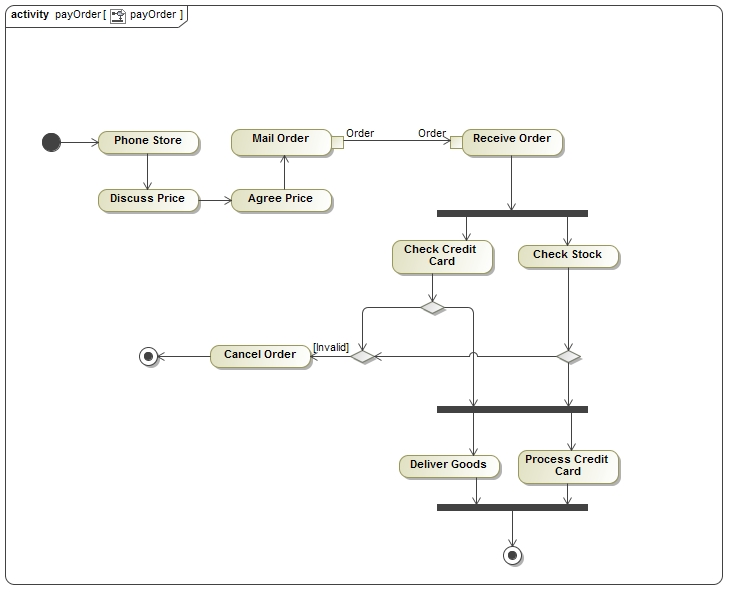 activity payOrder [ payOrder ]
Phone Store
Mail Order
Order
Order
Receive Order
Discuss Price
Agree Price
Check Credit
Card
Check Stock
Cancel Order
[Invalid]
Deliver Goods
Process Credit
Card